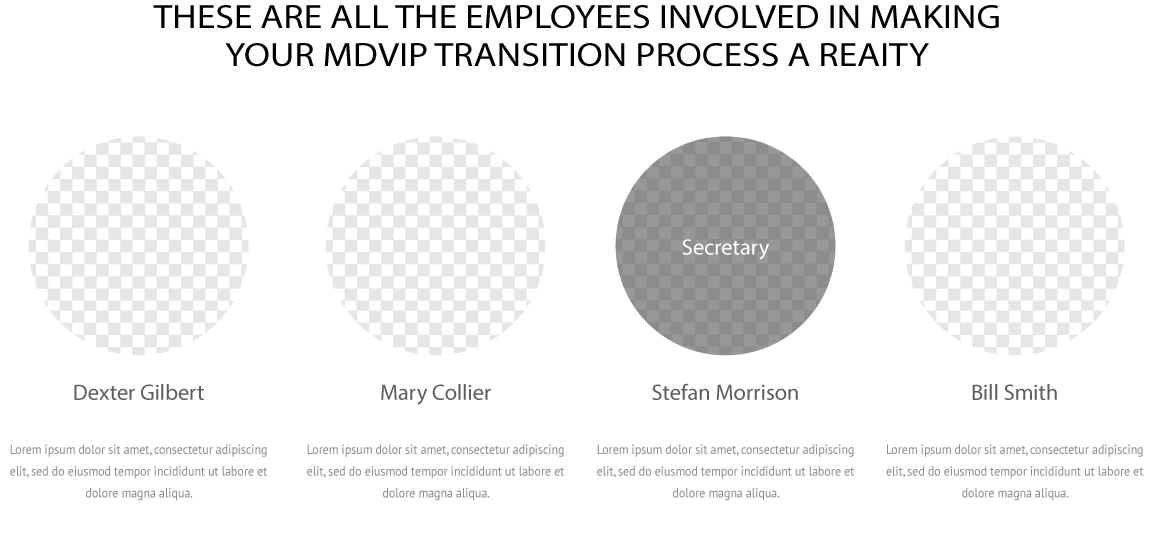 THESE ARE ALL THE EMPLOYEES INVOLVED IN MAKING
YOUR MDVIP TRANSITION PROCESS A REAITY
Secretary
Dexter Gilbert
Mary Collier
Stefan Morrison
Bill Smith
Lorem ipsum dolor sit amet, consectetur adipiscing
elit, sed do eiusmod tempor incididunt ut labore et
dolore magna aliqua.
Lorem ipsum dolor sit amet, consectetur adipiscing
elit, sed do eiusmod tempor incididunt ut labore et
dolore magna aliqua.
Lorem ipsum dolor sit amet, consectetur adipiscing
elit, sed do eiusmod tempor incididunt ut labore et
dolore magna aliqua.
Lorem ipsum dolor sit amet, consectetur adipiscing
elit, sed do eiusmod tempor incididunt ut labore et
dolore magna aliqua.